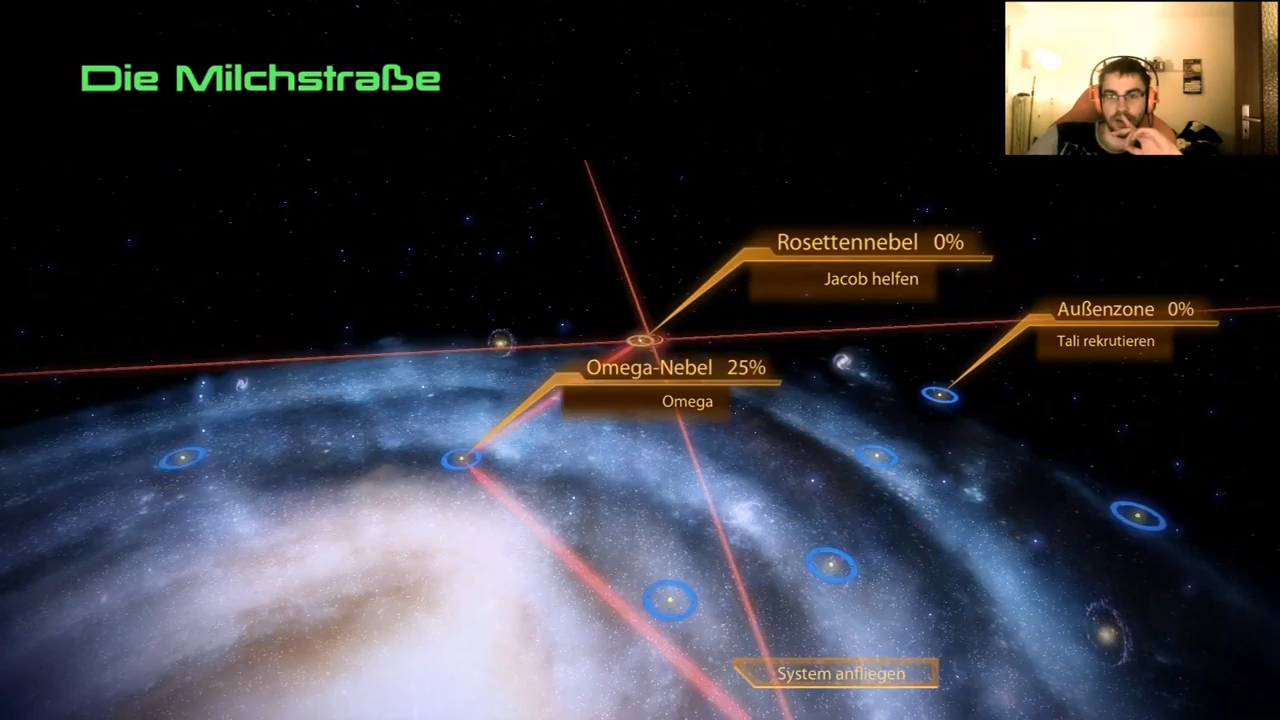 Die Milchstraße
Rosettennebel 0%
Jacob helfen
Außenzone 0%
Tali rekrutieren
Omega-Nebel 25%
Omega
System anfliegen